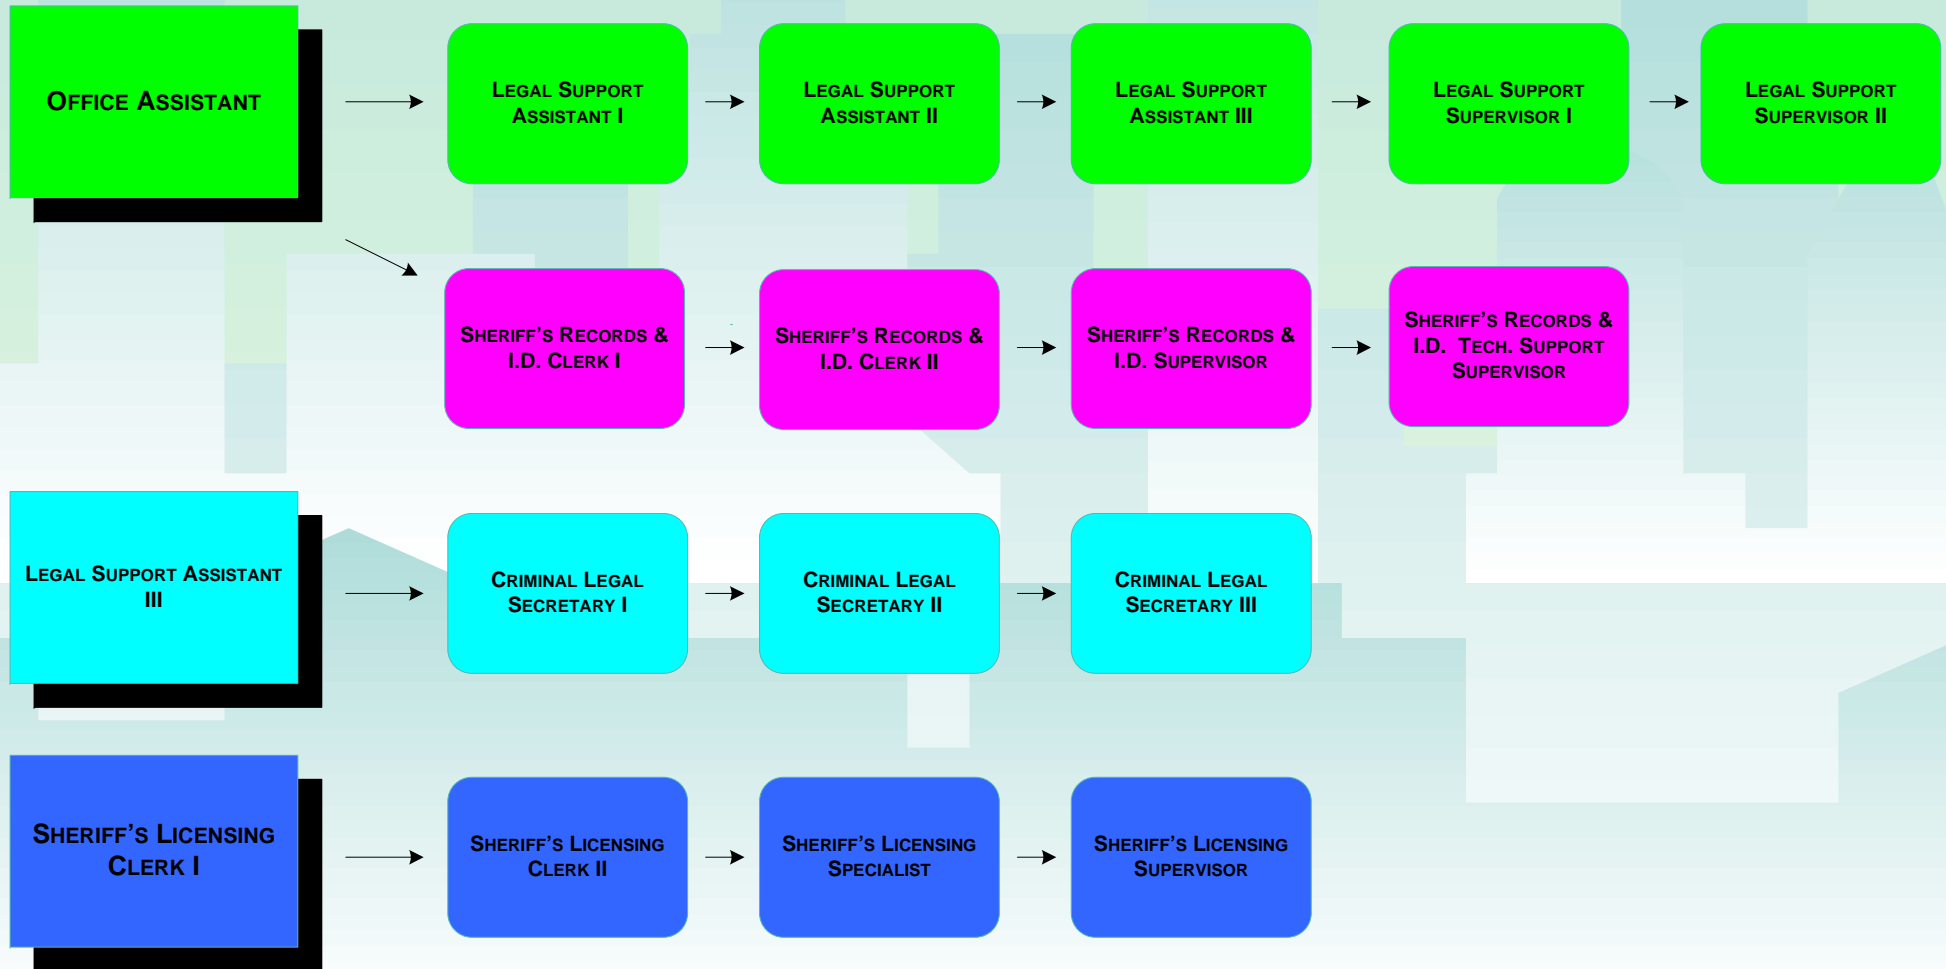 OFFICE ASSISTANT
LEGAL SUPPORT
ASSISTANT I
LEGAL SUPPORT
ASSISTANT II
LEGAL SUPPORT
ASSISTANT III
LEGAL SUPPORT
SUPERVISOR I
LEGAL SUPPORT
SUPERVISOR II
SHERIFF'S RECORDS &
I.D. CLERK I
SHERIFF'S RECORDS &
I.D. CLERK II
SHERIFF'S RECORDS &
I.D. SUPERVISOR
SHERIFF'S RECORDS &
I.D. TECH. SUPPORT
SUPERVISOR
LEGAL SUPPORT ASSISTANT
III
CRIMINAL LEGAL
SECRETARY I
CRIMINAL LEGAL
SECRETARY II
CRIMINAL LEGAL
SECRETARY III
SHERIFF'S LICENSING
CLERK I
SHERIFF'S LICENSING
CLERK II
SHERIFF'S LICENSING
SPECIALIST
SHERIFF'S LICENSING
SUPERVISOR